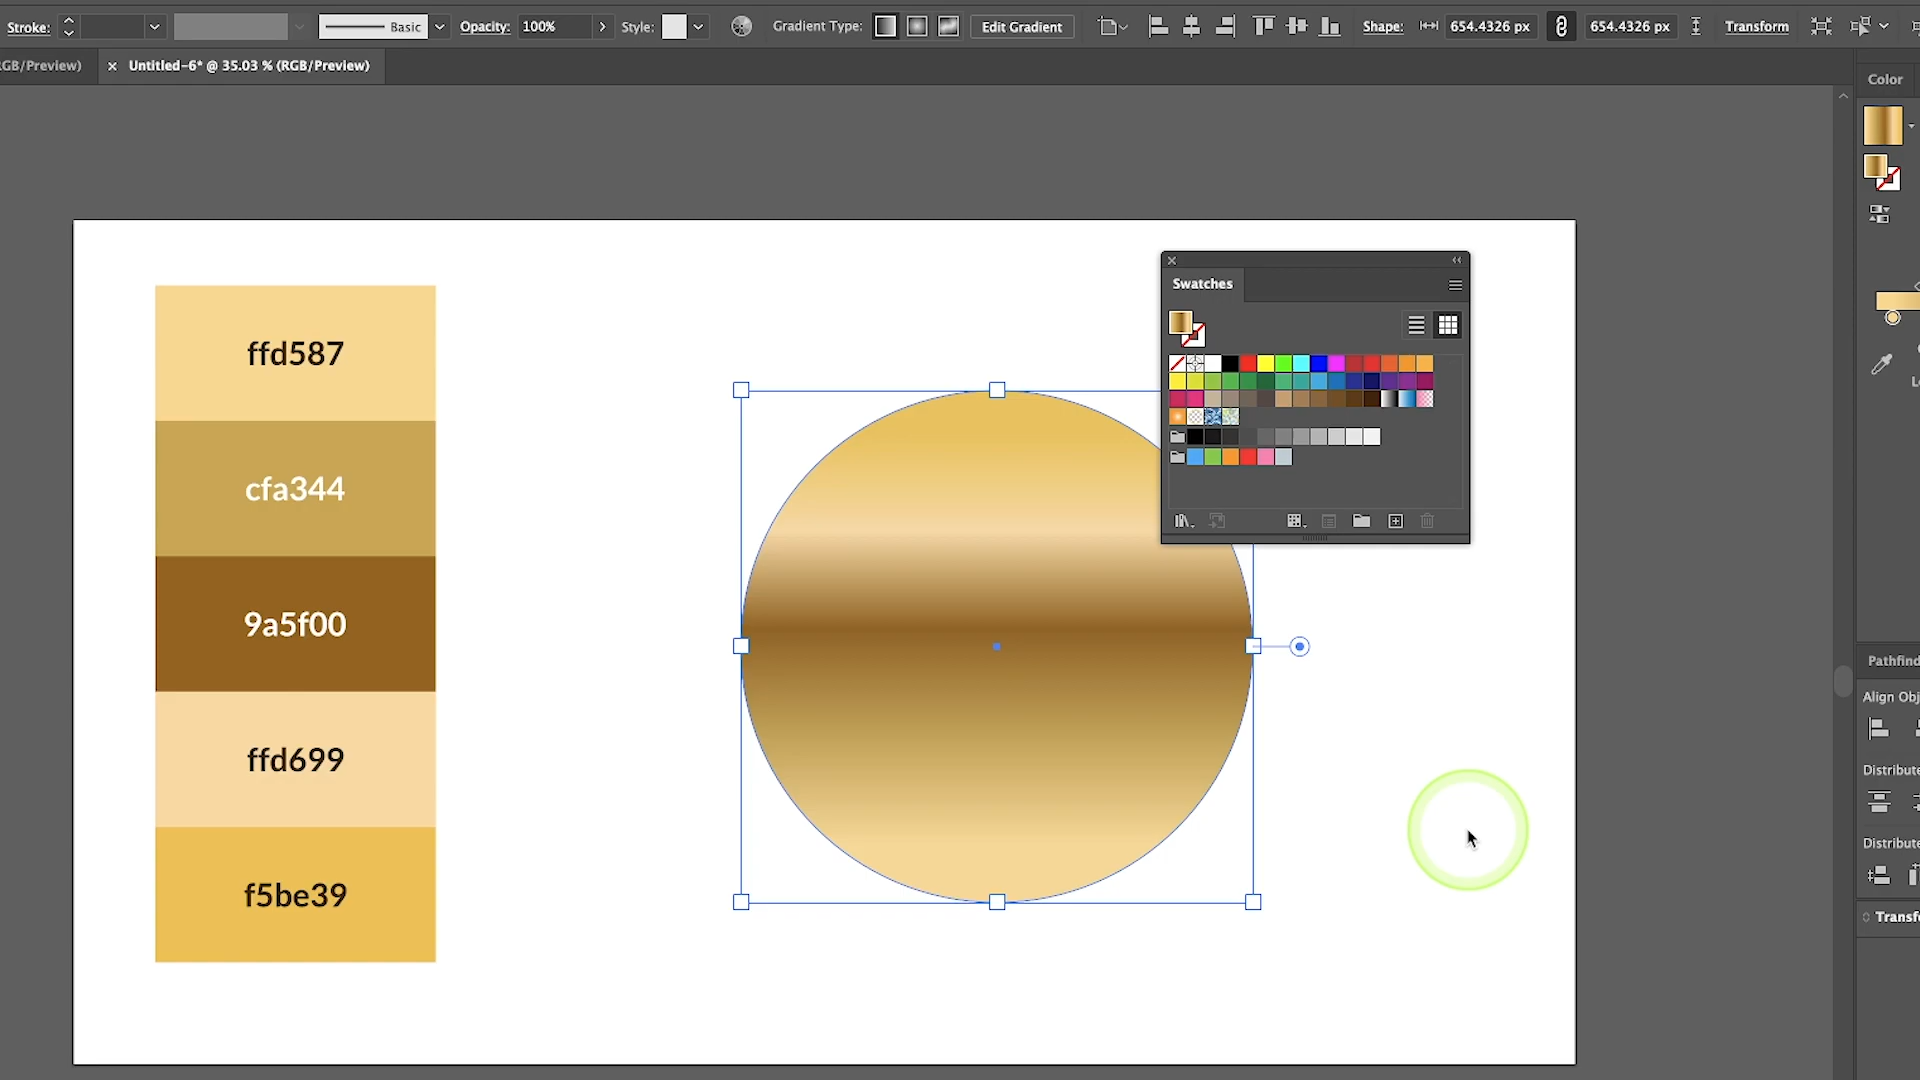 Stroke: Basic Opacity: 100% Style: Gradient Type: Edit Gradient Shape: 654.4326 px 654.4326 px Transform
GB/Preview) × Untitled-6* @ 35.03 % (RGB/Preview)
Color
Swatches
ffd587
cfa344
9a5f00
ffd699
f5be39
Pathfind
Align Obj
Distribute
Distribute
Transf